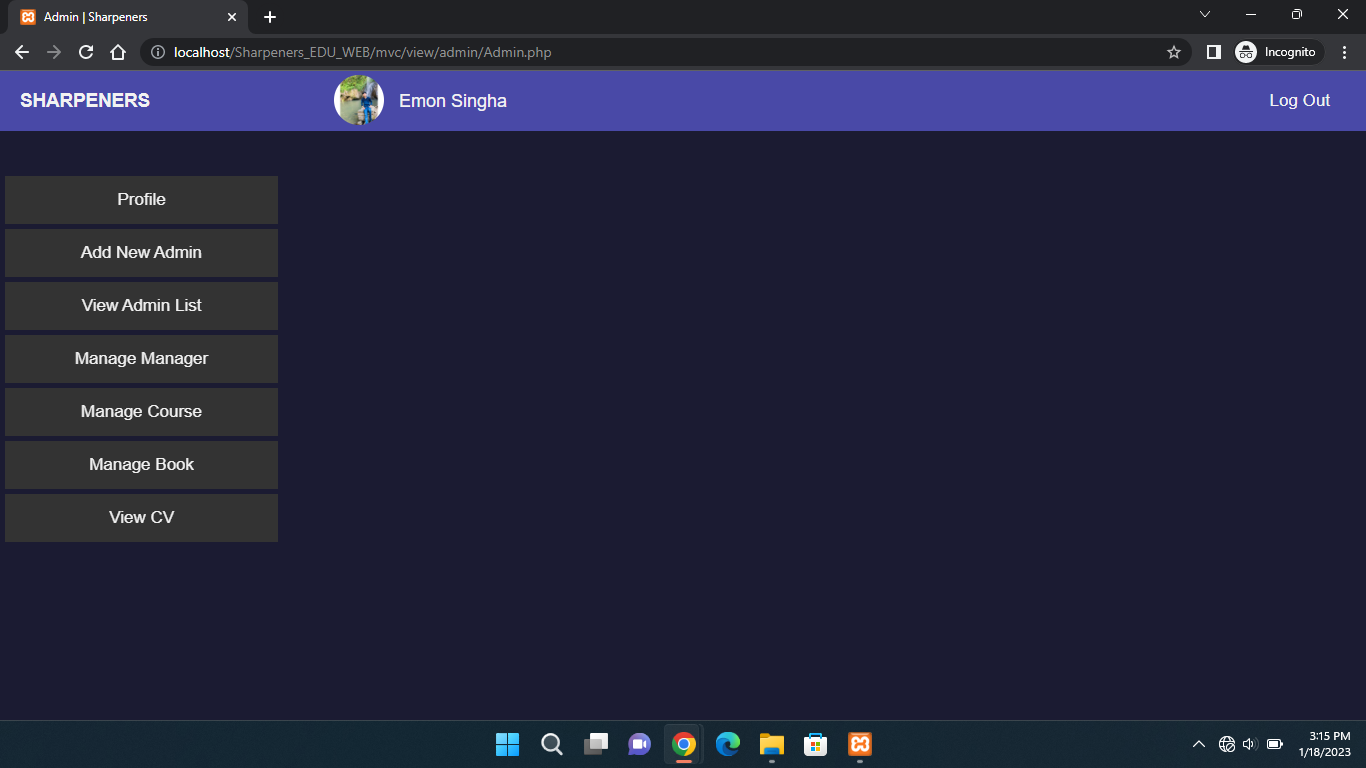 Admin | Sharpeners
localhost/Sharpeners_EDU_WEB/mvc/view/admin/Admin.php
Incognito
SHARPENERS
Emon Singha
Log Out
Profile
Add New Admin
View Admin List
Manage Manager
Manage Course
Manage Book
View CV
3:15 PM
1/18/2023